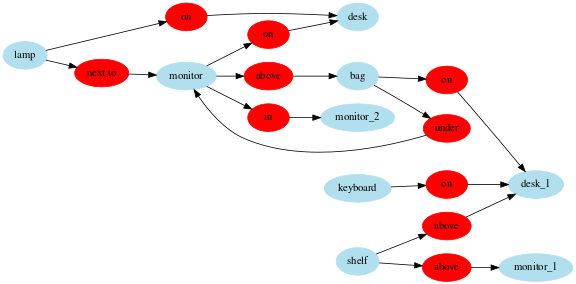 on
desk
on
lamp
next to
monitor
above
bag
on
in
monitor_2
under
keyboard
on
desk_1
above
shelf
above
monitor_1